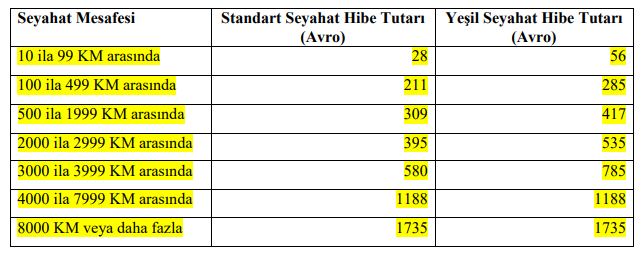 Seyahat Mesafesi Standart Seyahat Hibe Tutarı Yeşil Seyahat Hibe Tutarı
(Avro) (Avro)
10 ila 99 KM arasında 28 56
100 ila 499 KM arasında 211 285
500 ila 1999 KM arasında 309 417
2000 ila 2999 KM arasında 395 535
3000 ila 3999 KM arasında 580 785
4000 ila 7999 KM arasında 1188 1188
8000 KM veya daha fazla 1735 1735